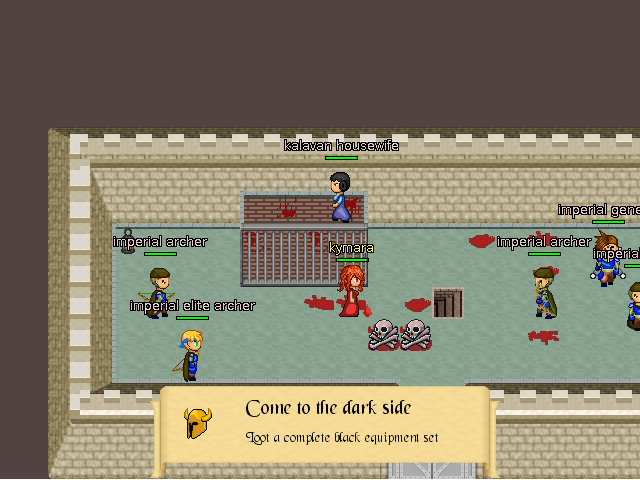 kalavan housewife
imperial gene
imperial archer
kymara
imperial archer
imperial
imperial elite archer
Come to the dark side
Loot a complete black equipment set